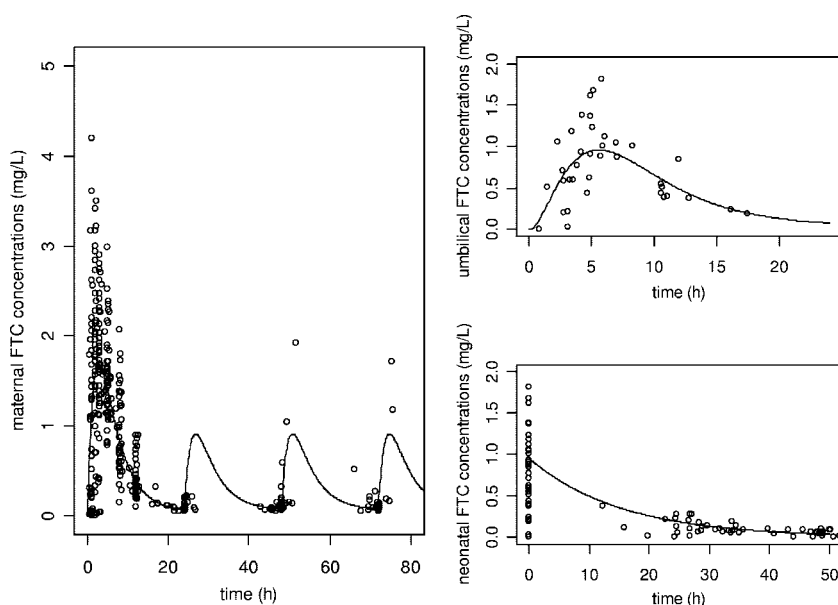 maternal FTC concentrations (mg/L)
5
4
3
2
1
0
0 20 40 60 80
time (h)
umbilical FTC concentrations (mg/L)
2.0
1.5
1.0
0.5
0.0
0 5 10 15 20
time (h)
neonatal FTC concentrations (mg/L)
2.0
1.5
1.0
0.5
0.0
0 10 20 30 40 50
time (h)